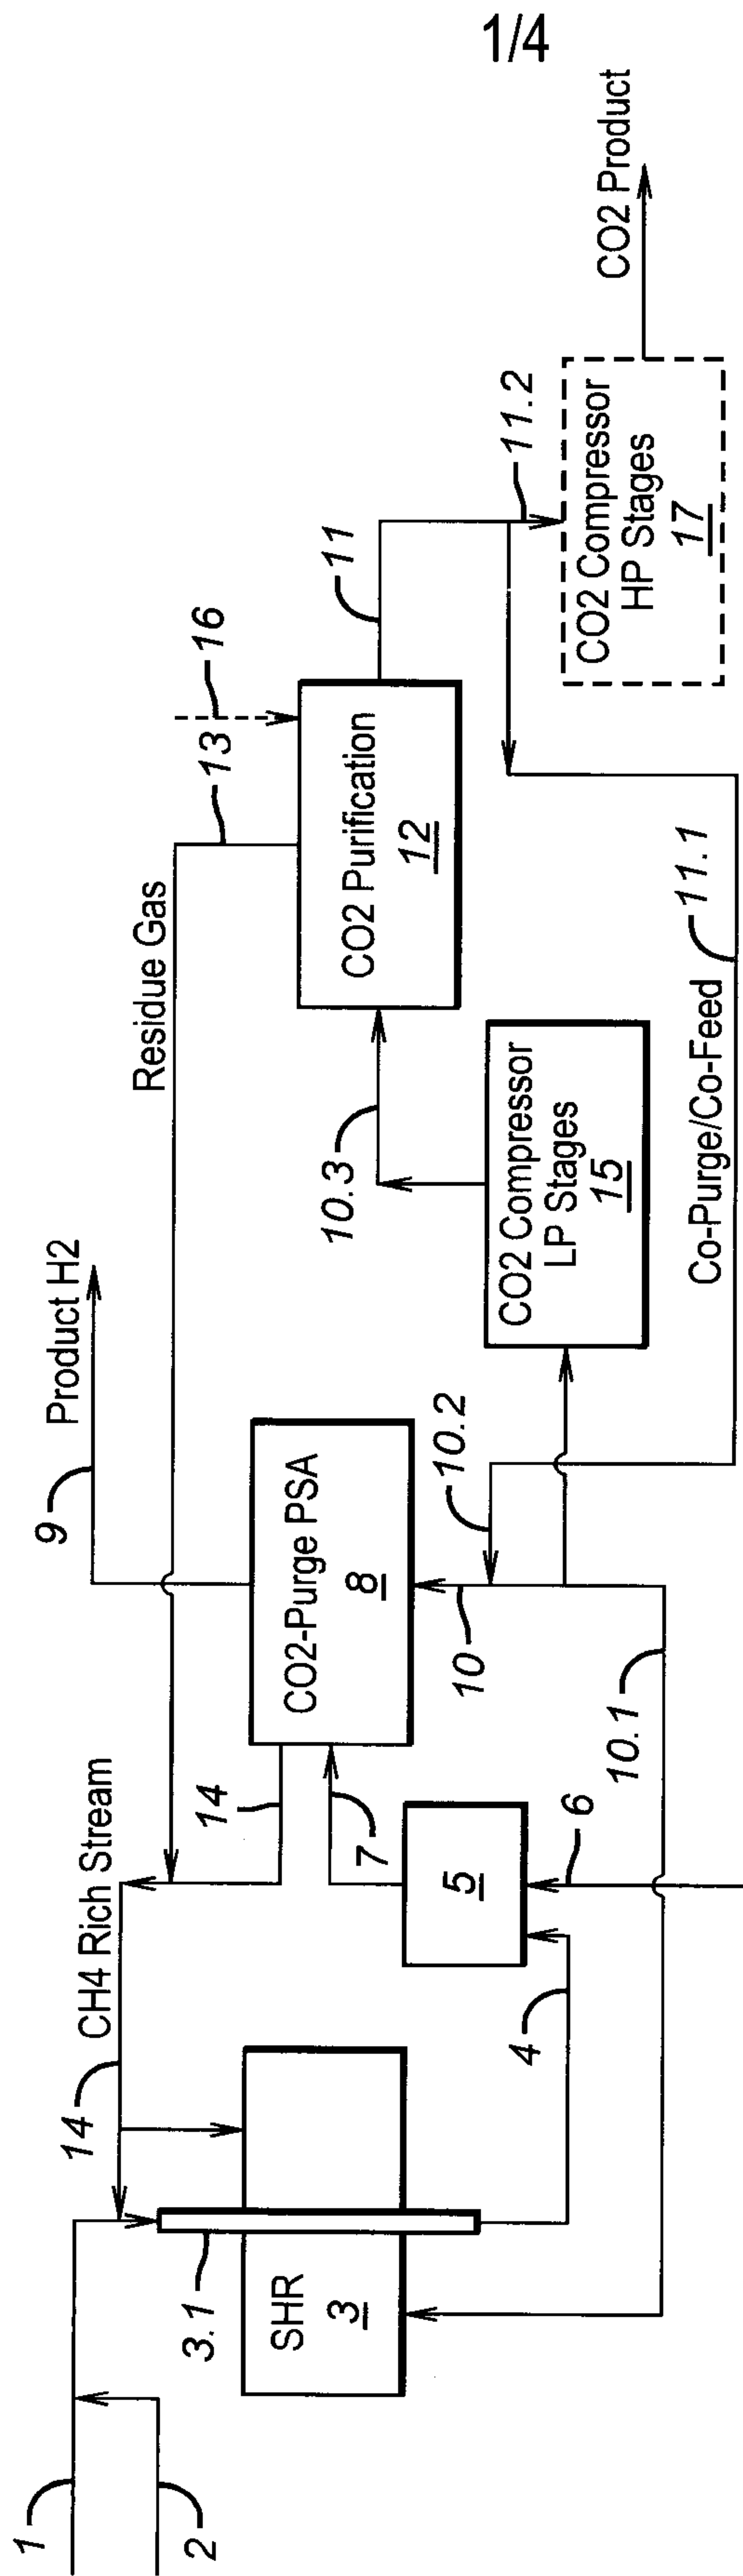 1/4
1
2
3.1
SHR
3
14
CH4 Rich Stream
4
5
6
7
14
CO2-Purge PSA
8
9
Product H2
10
10.1
10.2
CO2 Compressor
LP Stages
15
10.3
Residue Gas
13
16
CO2 Purification
12
11
11.2
Co-Purge/Co-Feed
11.1
CO2 Compressor
HP Stages
17
CO2 Product